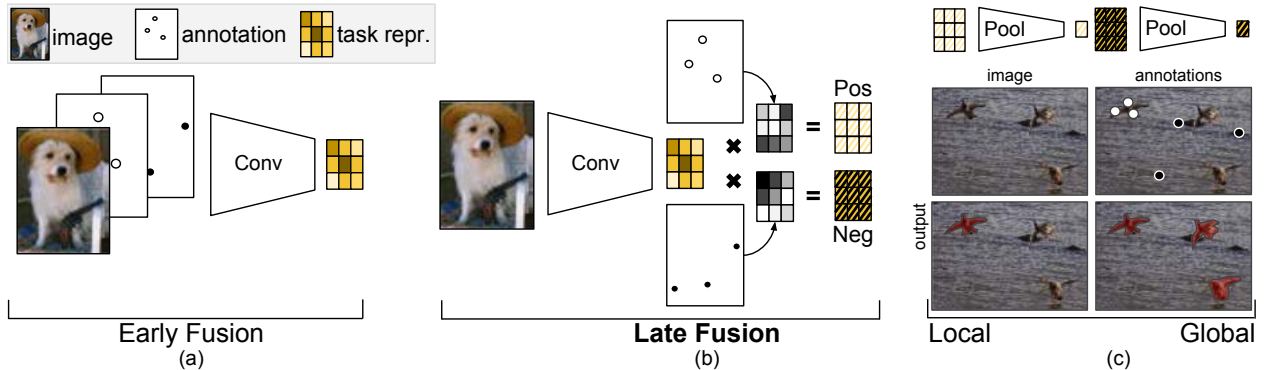 image
annotation
task repr.
Conv
Early Fusion
(a)
Conv
Pos
=
=
Neg
Late Fusion
(b)
Pool
Pool
image
annotations
output
Local
Global
(c)